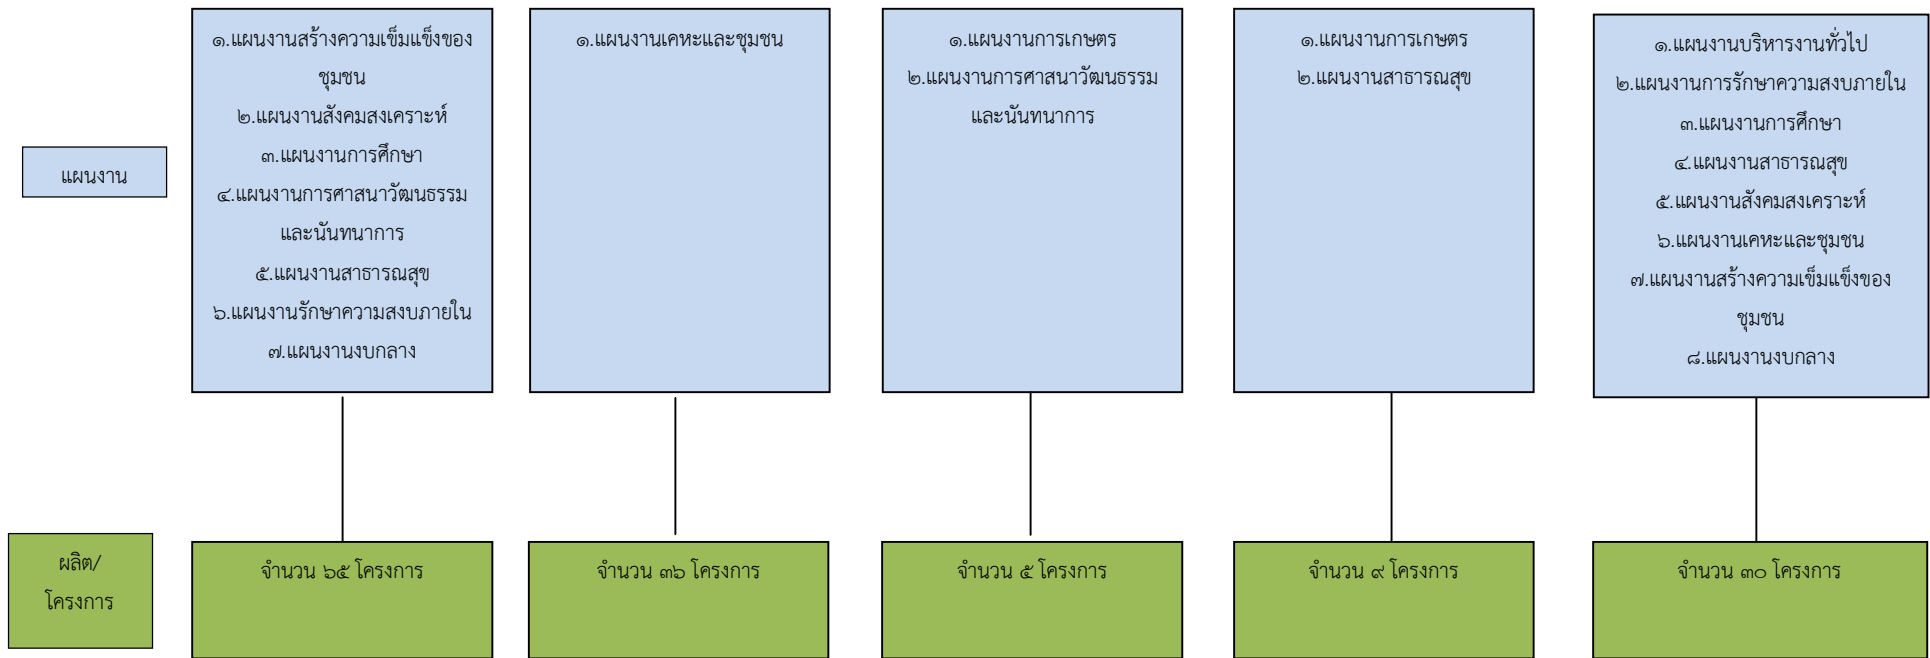 แผนงาน
๑.แผนงานสร้างความเข็มแข็งของ
ชุมชน
๒.แผนงานสังคมสงเคราะห์
๓.แผนงานการศึกษา
๔.แผนงานการศาสนาวัฒนธรรม
และนันทนาการ
๕.แผนงานสาธารณสุข
๖.แผนงานรักษาความสงบภายใน
๗.แผนงานงบกลาง
๑.แผนงานเคหะและชุมชน
๑.แผนงานการเกษตร
๒.แผนงานการศาสนาวัฒนธรรม
และนันทนาการ
๑.แผนงานการเกษตร
๒.แผนงานสาธารณสุข
๑.แผนงานบริหารงานทั่วไป
๒.แผนงานการรักษาความสงบภายใน
๓.แผนงานการศึกษา
๔.แผนงานสาธารณสุข
๕.แผนงานสังคมสงเคราะห์
๖.แผนงานเคหะและชุมชน
๗.แผนงานสร้างความเข็มแข็งของ
ชุมชน
๘.แผนงานงบกลาง
ผลิต/
โครงการ
จำนวน ๖๕ โครงการ
จำนวน ๓๖ โครงการ
จำนวน ๕ โครงการ
จำนวน ๙ โครงการ
จำนวน ๓๐ โครงการ